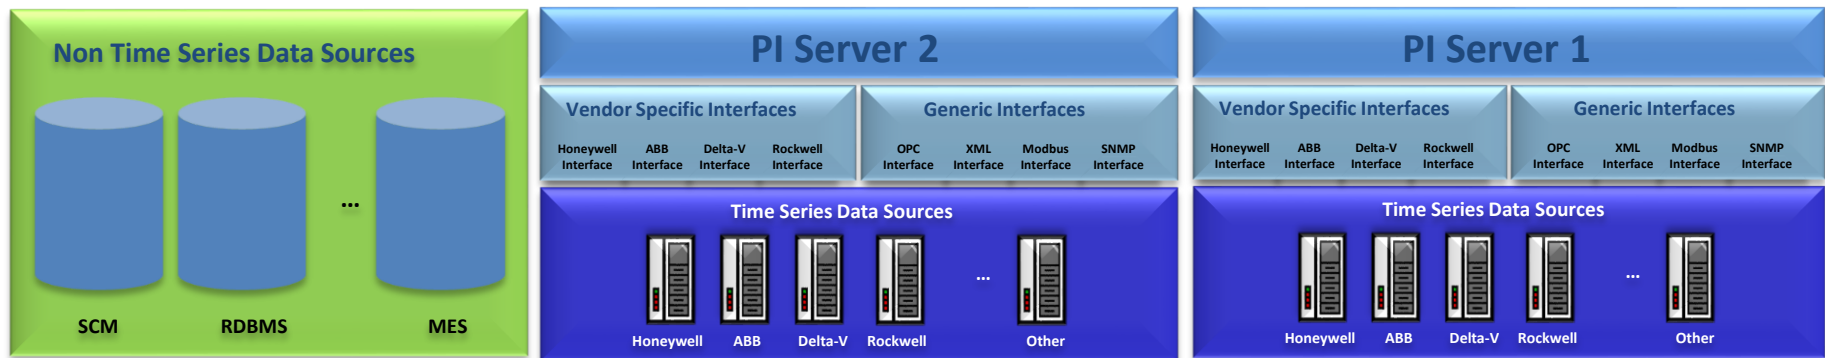 Non Time Series Data Sources
...
SCM RDBMS MES
PI Server 2
Vendor Specific Interfaces
Honeywell ABB Delta-V Rockwell
Interface Interface Interface Interface
Generic Interfaces
OPC XML Modbus SNMP
Interface Interface Interface Interface
Time Series Data Sources
...
Honeywell ABB Delta-V Rockwell Other
PI Server 1
Vendor Specific Interfaces
Honeywell ABB Delta-V Rockwell
Interface Interface Interface Interface
Generic Interfaces
OPC XML Modbus SNMP
Interface Interface Interface Interface
Time Series Data Sources
...
Honeywell ABB Delta-V Rockwell Other